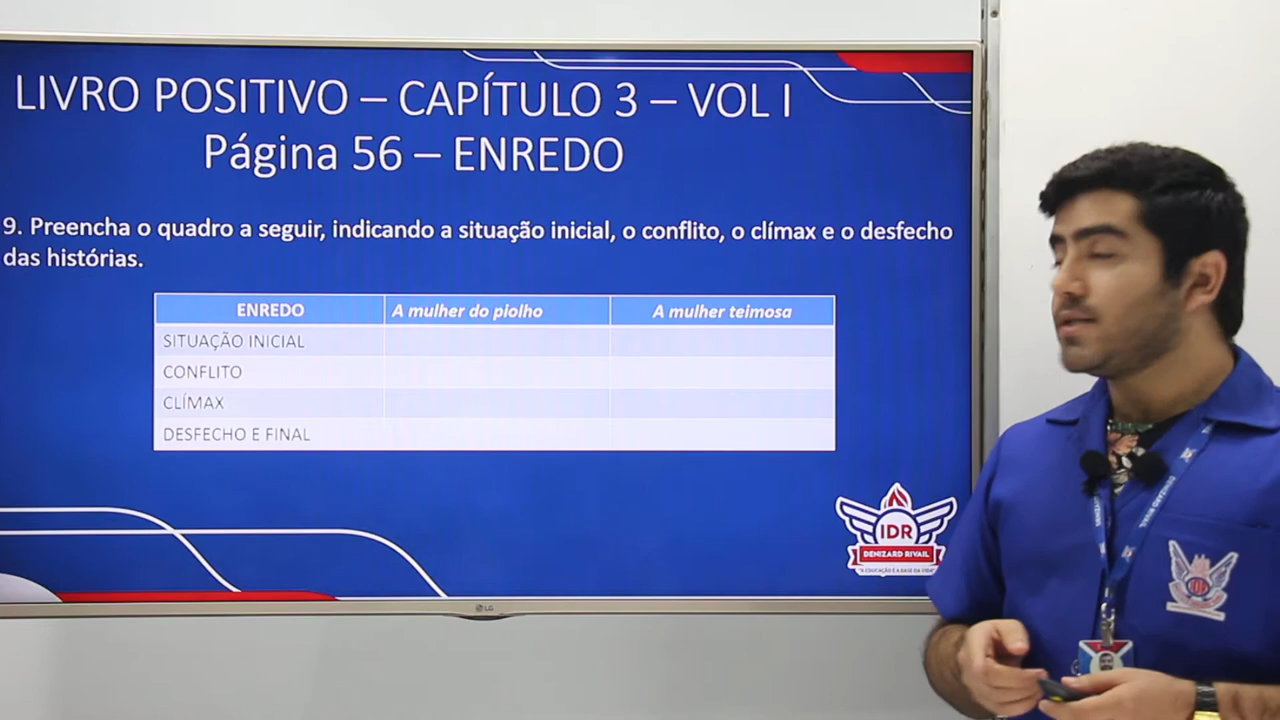 LIVRO POSITIVO – CAPÍTULO 3 – VOL I
Página 56 – ENREDO
9. Preencha o quadro a seguir, indicando a situação inicial, o conflito, o clímax e o desfecho
das histórias.
ENREDO A mulher do piolho A mulher teimosa
SITUAÇÃO INICIAL
CONFLITO
CLÍMAX
DESFECHO E FINAL
IDR
DENIZARD RIVAIL
"A EDUCAÇÃO É A BASE DA VIDA"
LG
DENIZARD RIVAIL